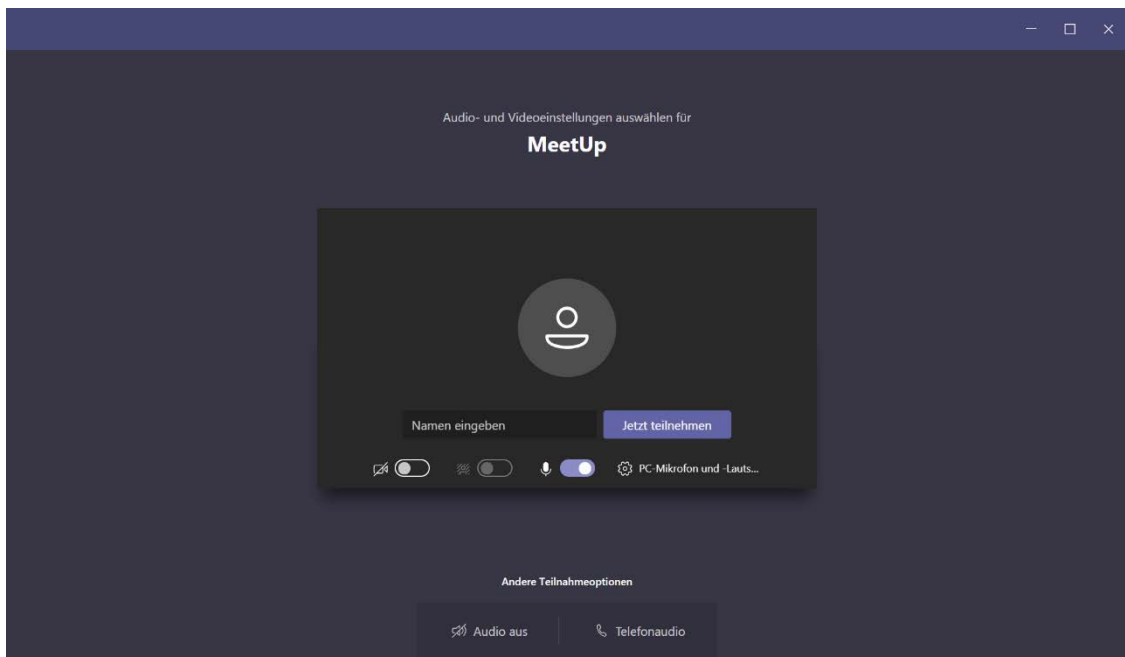 Audio- und Videoeinstellungen auswählen für
MeetUp
Namen eingeben
Jetzt teilnehmen
PC-Mikrofon und -Lauts...
Andere Teilnahmeoptionen
Audio aus
Telefonaudio